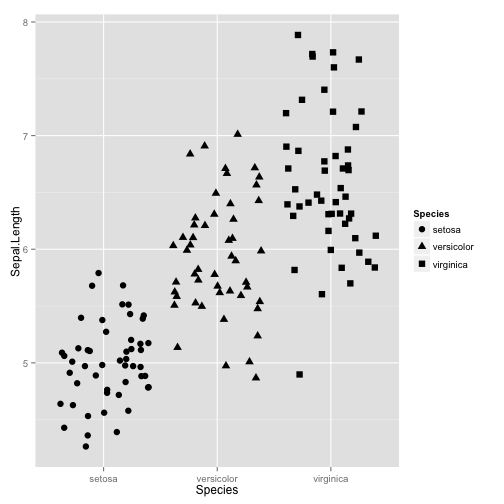 8
7
6
5
Sepal.Length
setosa
versicolor
virginica
Species
Species
setosa
versicolor
virginica